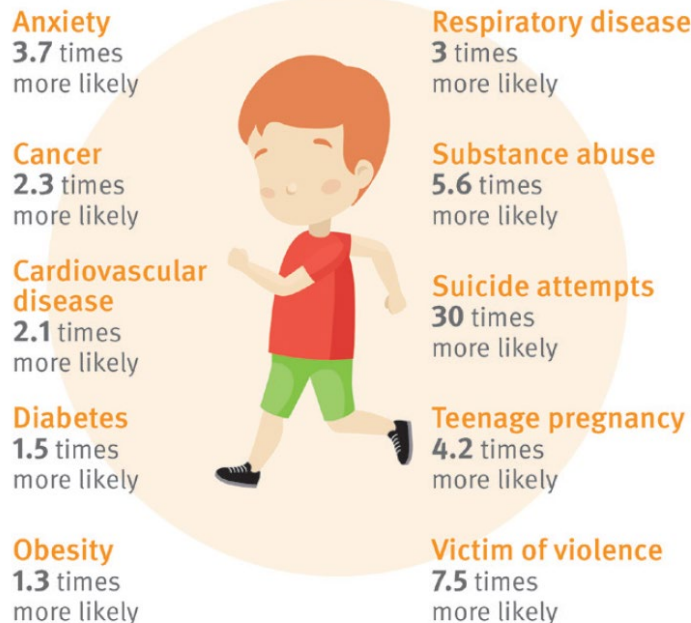 Anxiety
3.7 times
more likely
Cancer
2.3 times
more likely
Cardiovascular
disease
2.1 times
more likely
Diabetes
1.5 times
more likely
Obesity
1.3 times
more likely
Respiratory disease
3 times
more likely
Substance abuse
5.6 times
more likely
Suicide attempts
30 times
more likely
Teenage pregnancy
4.2 times
more likely
Victim of violence
7.5 times
more likely